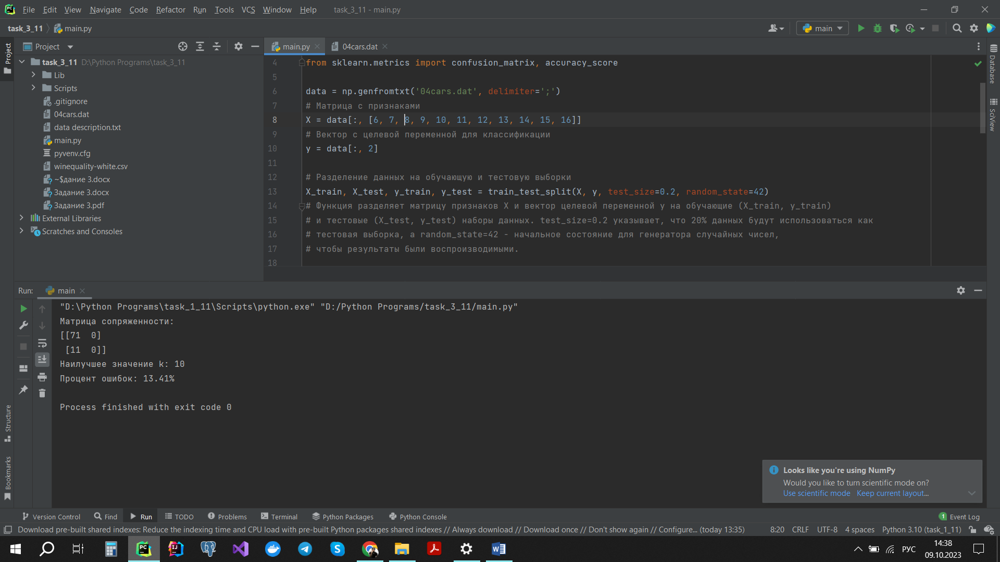 File Edit View Navigate Code Refactor Run Tools VCS Window Help task_3_11 - main.py
task_3_11 main.py
main
Project
Project
task_3_11 D:\Python Programs\task_3_11
Lib
Scripts
.gitignore
04cars.dat
data description.txt
main.py
pyvenv.cfg
winequality-white.csv
~$дание 3.docx
Задание 3.docx
Задание 3.pdf
External Libraries
Scratches and Consoles
main.py 04cars.dat
4 from sklearn.metrics import confusion_matrix, accuracy_score
5
6 data = np.genfromtxt('04cars.dat', delimiter=';')
7 # Матрица с признаками
8 X = data[:, [6, 7, 8, 9, 10, 11, 12, 13, 14, 15, 16]]
9 # Вектор с целевой переменной для классификации
10 y = data[:, 2]
11
12 # Разделение данных на обучающую и тестовую выборки
13 X_train, X_test, y_train, y_test = train_test_split(X, y, test_size=0.2, random_state=42)
14 # Функция разделяет матрицу признаков X и вектор целевой переменной y на обучающие (X_train, y_train)
15 # и тестовые (X_test, y_test) наборы данных. test_size=0.2 указывает, что 20% данных будут использоваться как
16 # тестовая выборка, а random_state=42 - начальное состояние для генератора случайных чисел,
17 # чтобы результаты были воспроизводимыми.
18
Database
SciView
Run: main
"D:\Python Programs\task_1_11\Scripts\python.exe" "D:/Python Programs/task_3_11/main.py"
Матрица сопряженности:
[[71 0]
[11 0]]
Наилучшее значение k: 10
Процент ошибок: 13.41%
Process finished with exit code 0
Structure
Bookmarks
Looks like you're using NumPy
Would you like to turn scientific mode on?
Use scientific mode Keep current layout...
Version Control Find Run TODO Problems Terminal Python Packages Python Console 1 Event Log
Download pre-built shared indexes: Reduce the indexing time and CPU load with pre-built Python packages shared indexes // Always download // Download once // Don't show again // Configure... (today 13:35) 8:20 CRLF UTF-8 4 spaces Python 3.10 (task_1_11)
РУС
14:38
09.10.2023